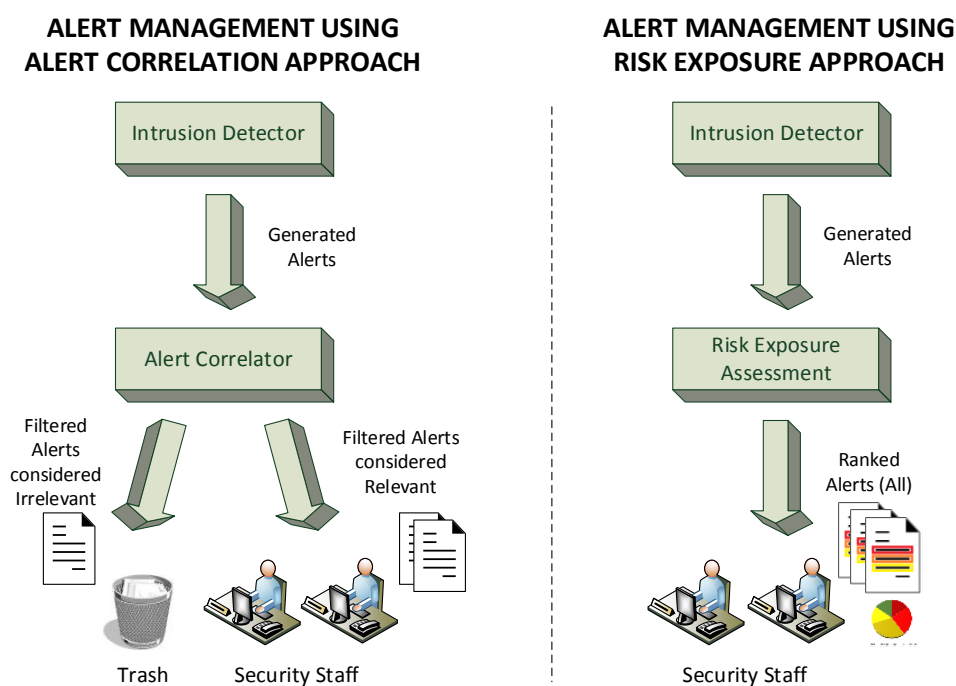 ALERT MANAGEMENT USING
ALERT CORRELATION APPROACH
Intrusion Detector
Generated
Alerts
Alert Correlator
Filtered
Alerts
considered
Irrelevant
Filtered Alerts
considered
Relevant
Trash
Security Staff
ALERT MANAGEMENT USING
RISK EXPOSURE APPROACH
Intrusion Detector
Generated
Alerts
Risk Exposure
Assessment
Ranked
Alerts (All)
Security Staff